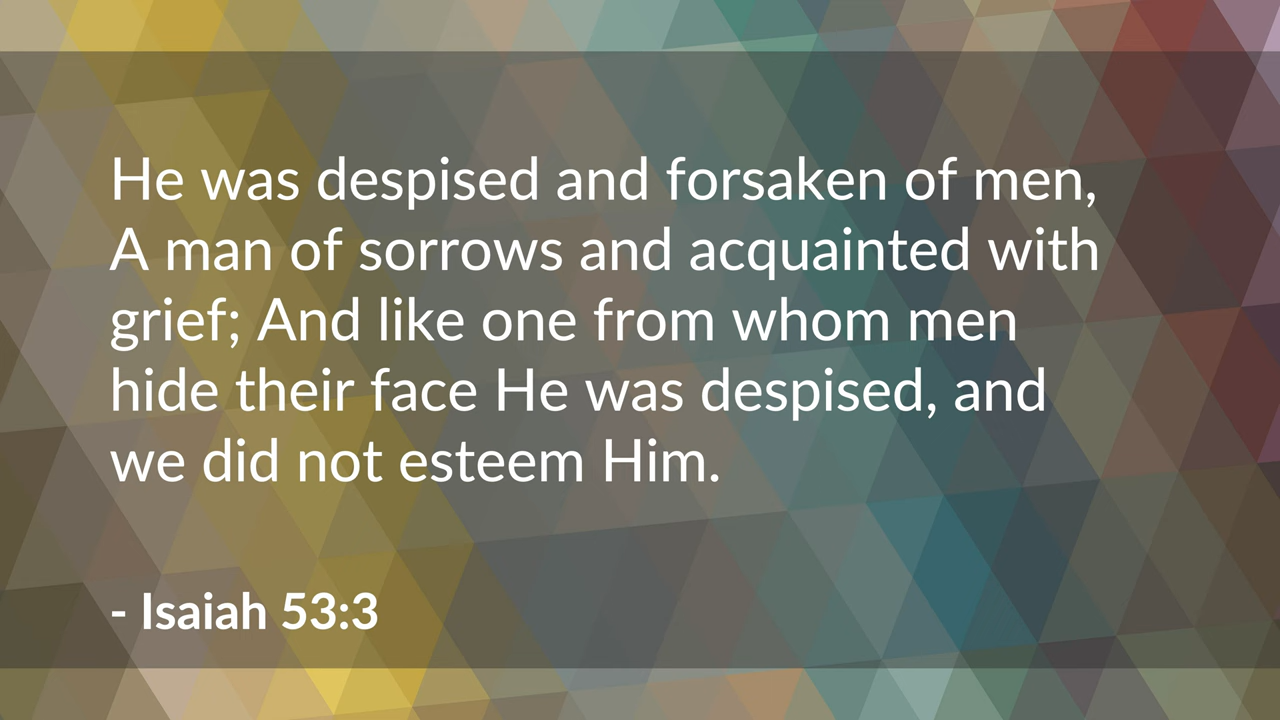 He was despised and forsaken of men,
A man of sorrows and acquainted with
grief; And like one from whom men
hide their face He was despised, and
we did not esteem Him.
- Isaiah 53:3